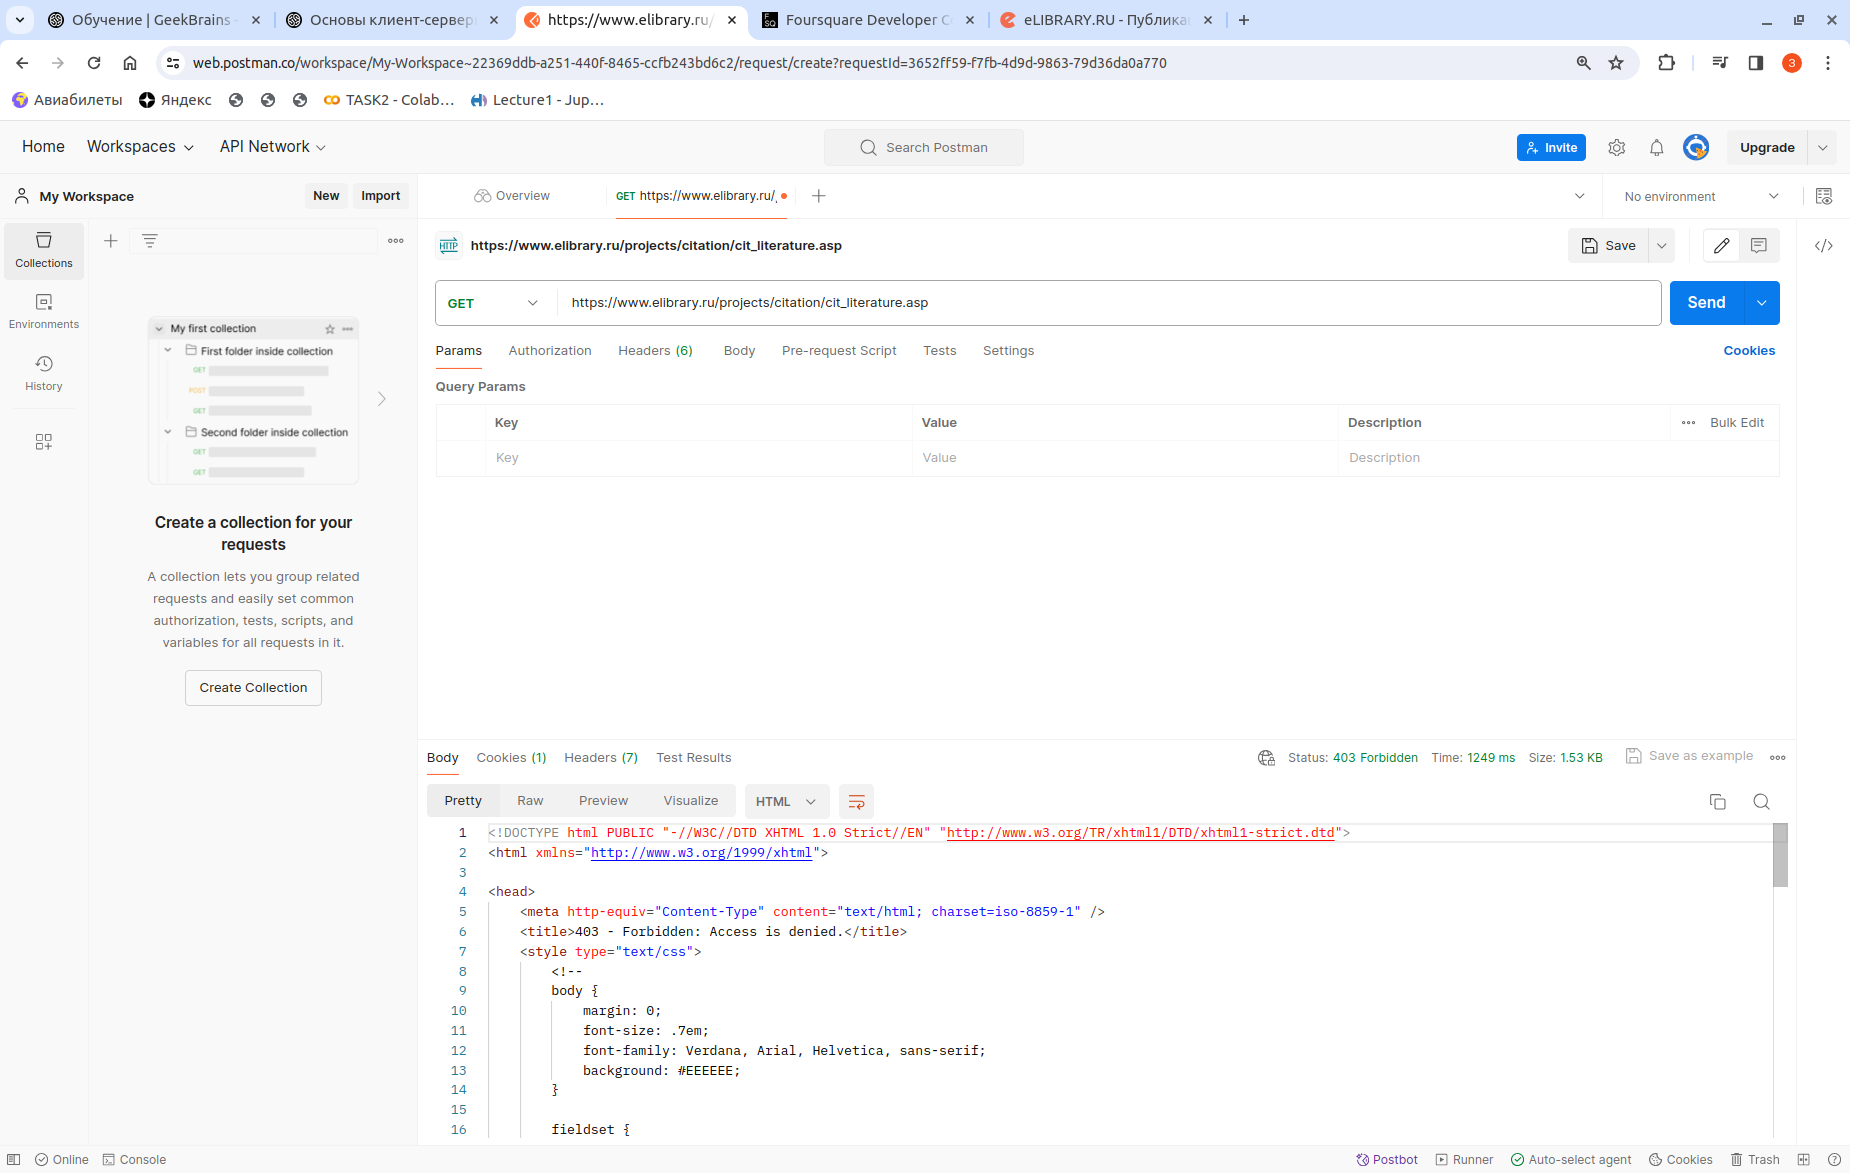 Обучение | GeekBrains
Основы клиент-сервер
https://www.elibrary.ru/
Foursquare Developer C
eLIBRARY.RU - Публика
web.postman.co/workspace/My-Workspace~22369ddb-a251-440f-8465-ccfb243bd6c2/request/create?requestId=3652ff59-f7fb-4d9d-9863-79d36da0a770
3
Авиабилеты
Яндекс
TASK2 - Colab…
Lecture1 - Jup…
Home
Workspaces
API Network
Search Postman
Invite
Upgrade
My Workspace
New
Import
Overview
GET https://www.elibrary.ru/
No environment
Collections
Environments
History
My first collection
First folder inside collection
GET
POST
GET
Second folder inside collection
GET
GET
Create a collection for your
requests
A collection lets you group related
requests and easily set common
authorization, tests, scripts, and
variables for all requests in it.
Create Collection
HTTP
https://www.elibrary.ru/projects/citation/cit_literature.asp
Save
GET
https://www.elibrary.ru/projects/citation/cit_literature.asp
Send
Params
Authorization
Headers (6)
Body
Pre-request Script
Tests
Settings
Cookies
Query Params
Key
Value
Description
Bulk Edit
Key
Value
Description
Body
Cookies (1)
Headers (7)
Test Results
Status: 403 Forbidden
Time: 1249 ms
Size: 1.53 KB
Save as example
Pretty
Raw
Preview
Visualize
HTML
1 <!DOCTYPE html PUBLIC "-//W3C//DTD XHTML 1.0 Strict//EN" "http://www.w3.org/TR/xhtml1/DTD/xhtml1-strict.dtd">
2 <html xmlns="http://www.w3.org/1999/xhtml">
3
4 <head>
5 <meta http-equiv="Content-Type" content="text/html; charset=iso-8859-1" />
6 <title>403 - Forbidden: Access is denied.</title>
7 <style type="text/css">
8 <!--
9 body {
10 margin: 0;
11 font-size: .7em;
12 font-family: Verdana, Arial, Helvetica, sans-serif;
13 background: #EEEEEE;
14 }
15
16 fieldset {
Online
Console
Postbot
Runner
Auto-select agent
Cookies
Trash